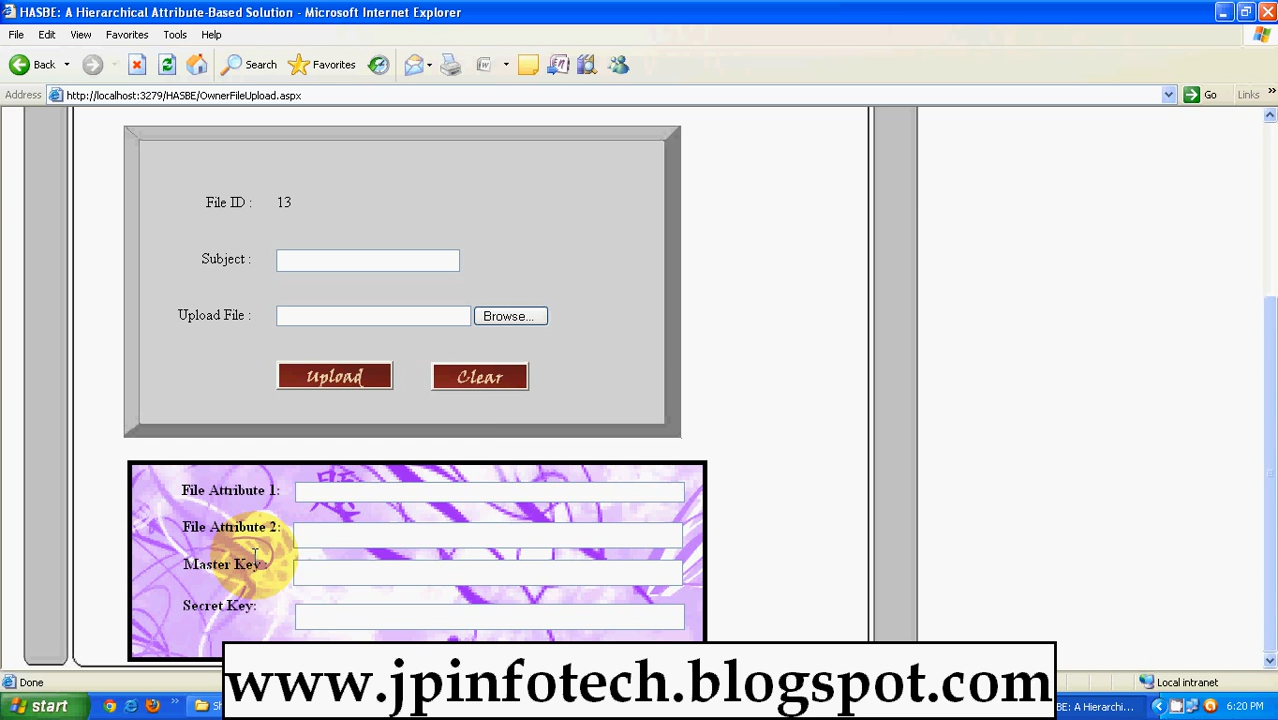 HASBE: A Hierarchical Attribute-Based Solution - Microsoft Internet Explorer
File Edit View Favorites Tools Help
Back Search Favorites
Address http://localhost:3279/HASBE/OwnerFileUpload.aspx Go Links »
File ID : 13
Subject :
Upload File : Browse...
Upload Clear
File Attribute 1:
File Attribute 2:
Master Key :
Secret Key:
www.jpinfotech.blogspot.com
Done Local intranet
start BE: A Hierarchi... 6:20 PM